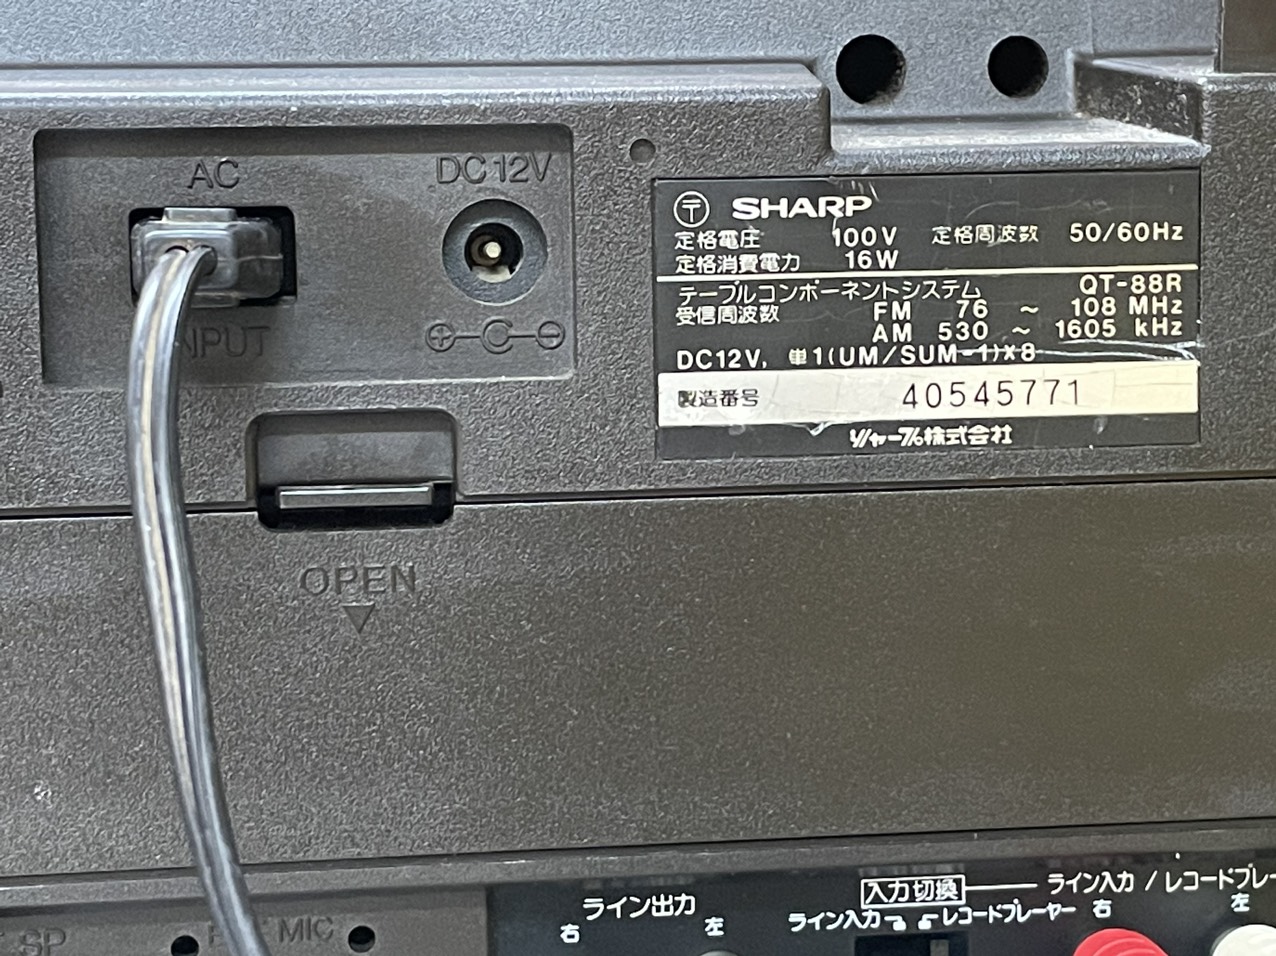 AC
DC 12V
INPUT
〒 SHARP
定格電圧 100V 定格周波数 50/60Hz
定格消費電力 16W
テーブルコンポーネントシステム QT-88R
受信周波数 FM 76 ~ 108 MHz
AM 530 ~ 1605 kHz
DC12V, 単1(UM/SUM-1)×8
製造番号 40545771
シャープ株式会社
OPEN
SP
MIC
ライン出力
右 左
入力切換
ライン入力 レコードプレーヤー
ライン入力 / レコードプレー
右 左